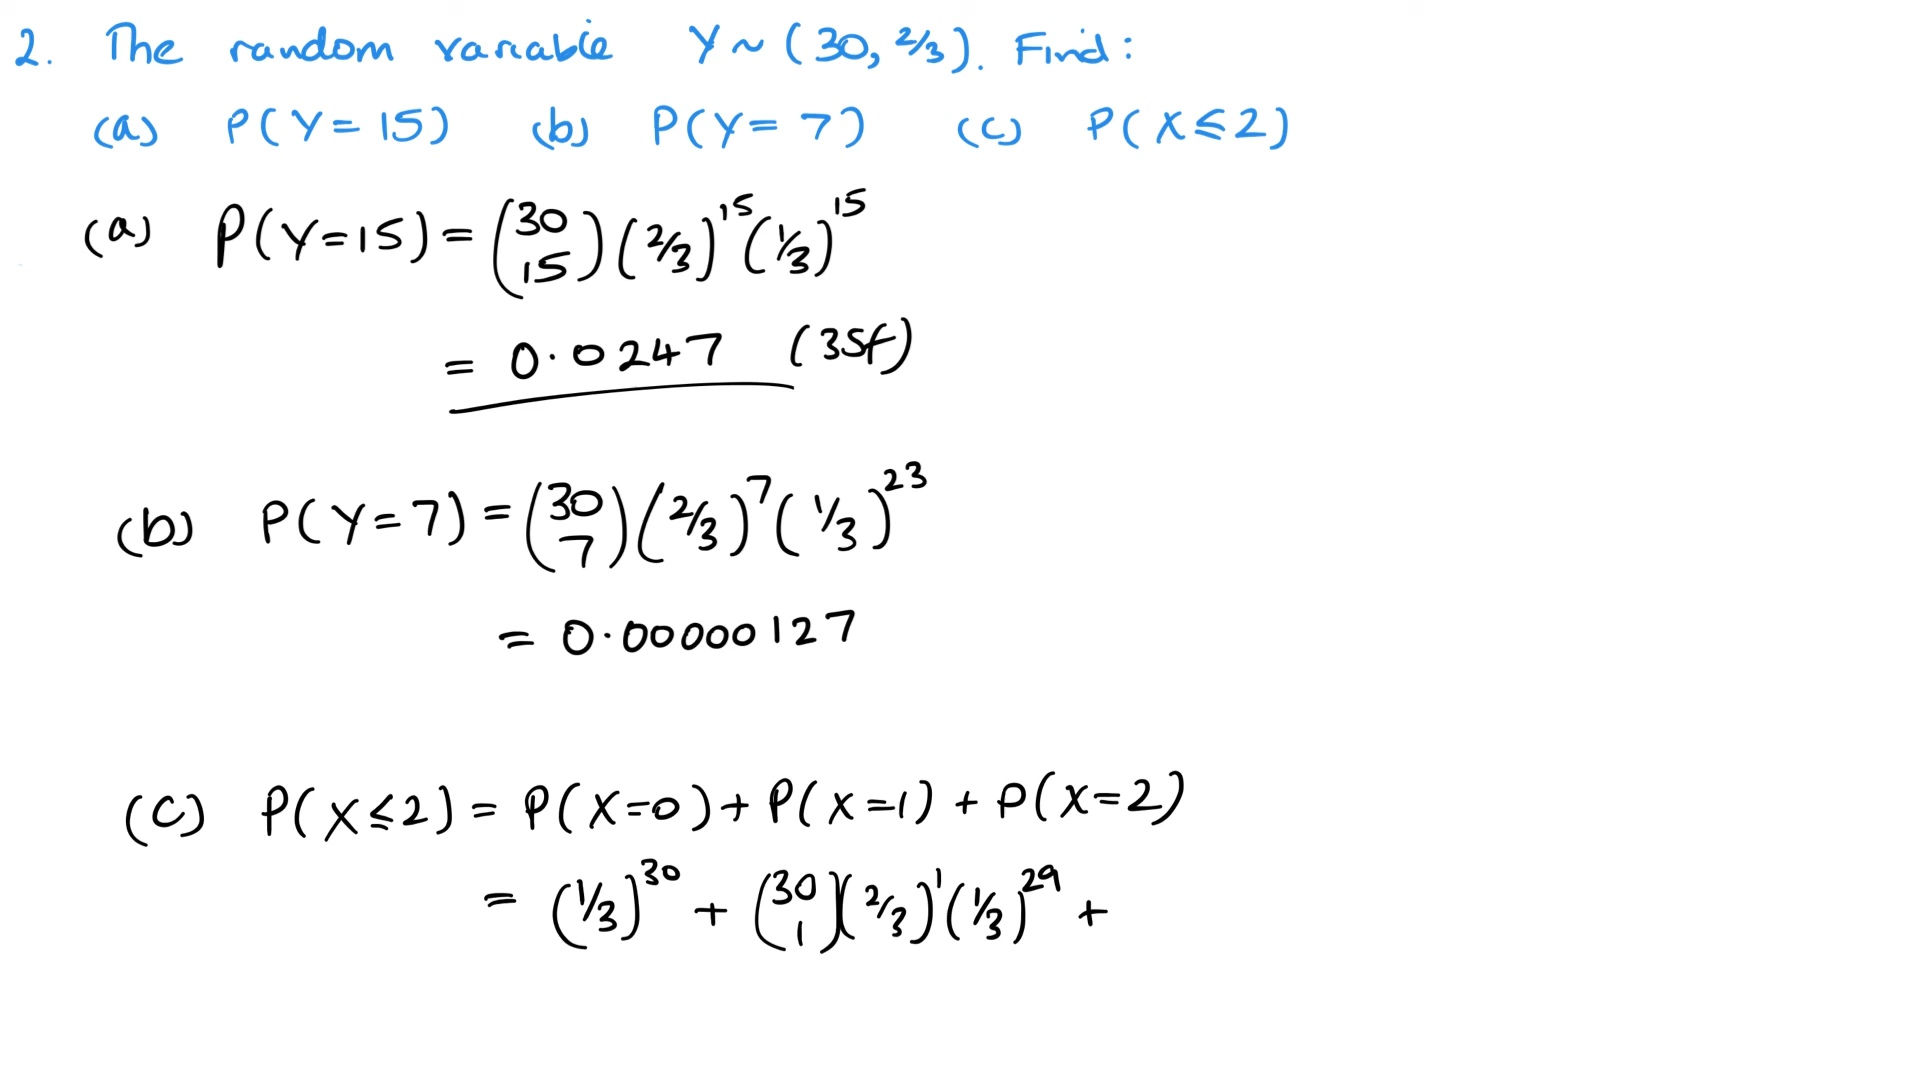 2. The random variable Y ~ (30, 2/3). Find:
(a) P(Y = 15) (b) P(Y = 7) (c) P(X ≤ 2)
(a) P(Y=15) = (30 15)(2/3)^15 (1/3)^15
= 0.0247 (3sf)
(b) P(Y=7) = (30 7)(2/3)^7 (1/3)^23
= 0.00000127
(c) P(X ≤ 2) = P(X=0) + P(X=1) + P(X=2)
= (1/3)^30 + (30 1)(2/3)^1 (1/3)^29 +